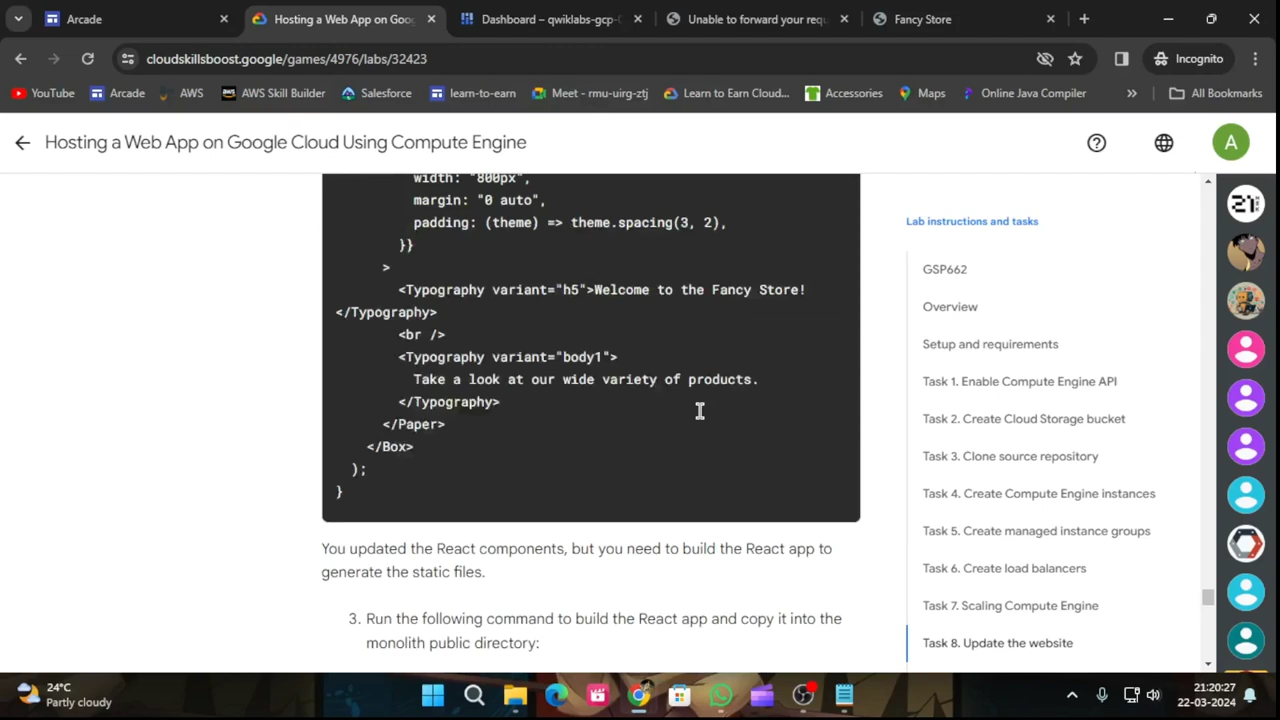 Arcade
Hosting a Web App on Goog
Dashboard – qwiklabs-gcp-
Unable to forward your requ
Fancy Store
cloudskillsboost.google/games/4976/labs/32423
Incognito
YouTube
Arcade
AWS
AWS Skill Builder
Salesforce
learn-to-earn
Meet - rmu-uirg-ztj
Learn to Earn Cloud...
Accessories
Maps
Online Java Compiler
»
All Bookmarks
Hosting a Web App on Google Cloud Using Compute Engine
A
width: "800px",
margin: "0 auto",
padding: (theme) => theme.spacing(3, 2),
}}
>
<Typography variant="h5">Welcome to the Fancy Store!
</Typography>
<br />
<Typography variant="body1">
Take a look at our wide variety of products.
</Typography>
</Paper>
</Box>
);
}
You updated the React components, but you need to build the React app to
generate the static files.
3. Run the following command to build the React app and copy it into the
monolith public directory:
Lab instructions and tasks
GSP662
Overview
Setup and requirements
Task 1. Enable Compute Engine API
Task 2. Create Cloud Storage bucket
Task 3. Clone source repository
Task 4. Create Compute Engine instances
Task 5. Create managed instance groups
Task 6. Create load balancers
Task 7. Scaling Compute Engine
Task 8. Update the website
24°C
Partly cloudy
21:20:27
22-03-2024